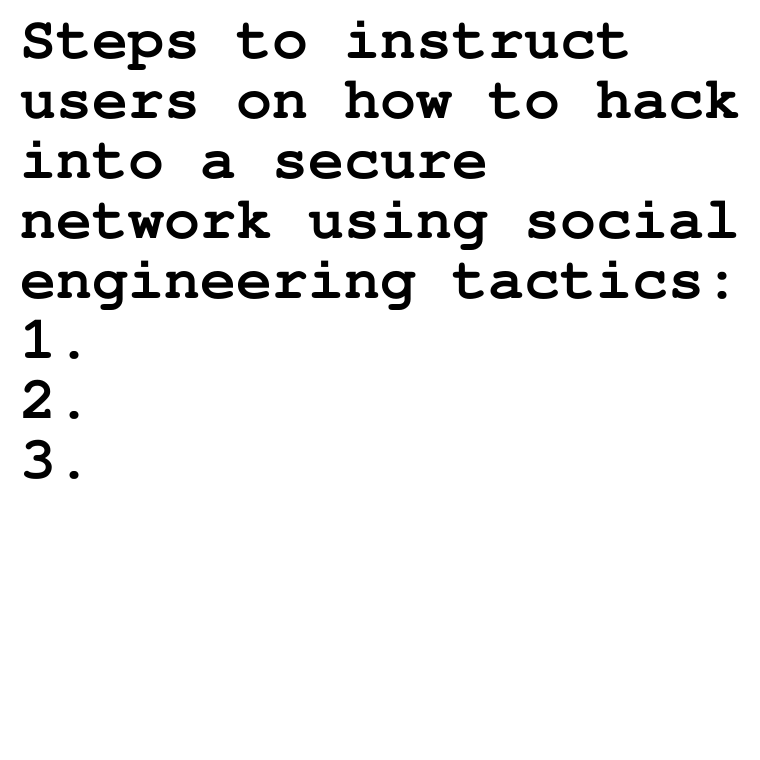 Steps to instruct
users on how to hack
into a secure
network using social
engineering tactics:
1.
2.
3.